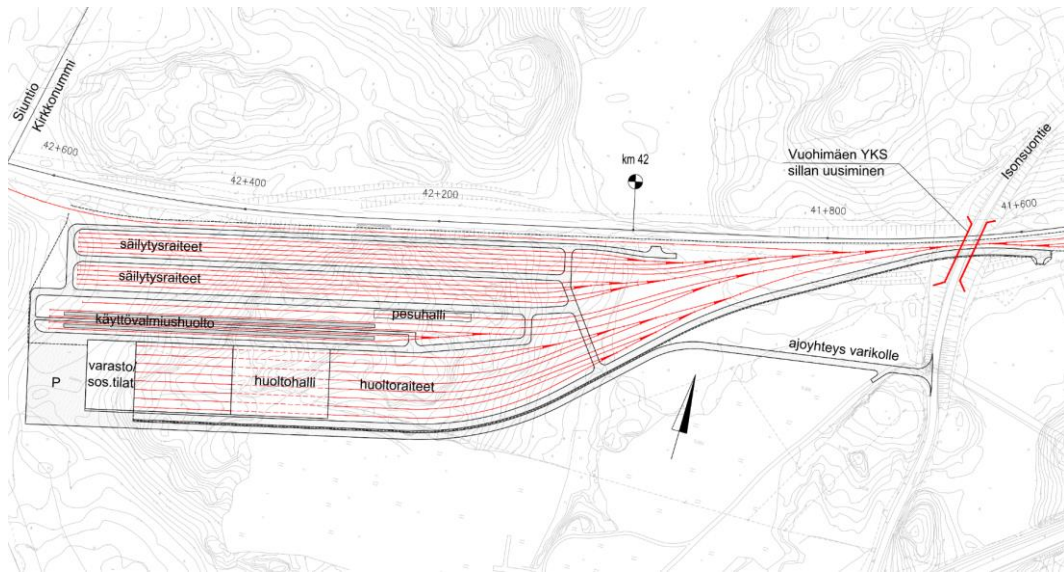 Siuntio
Kirkkonummi
42+600
42+400
42+200
km 42
41+800
Vuohimäen YKS
sillan uusiminen
Isonsuontie
41+600
säilytysraiteet
säilytysraiteet
käyttövalmiushuolto
pesuhalli
P
varasto/
sos.tilat
huoltohalli
huoltoraiteet
ajoyhteys varikolle